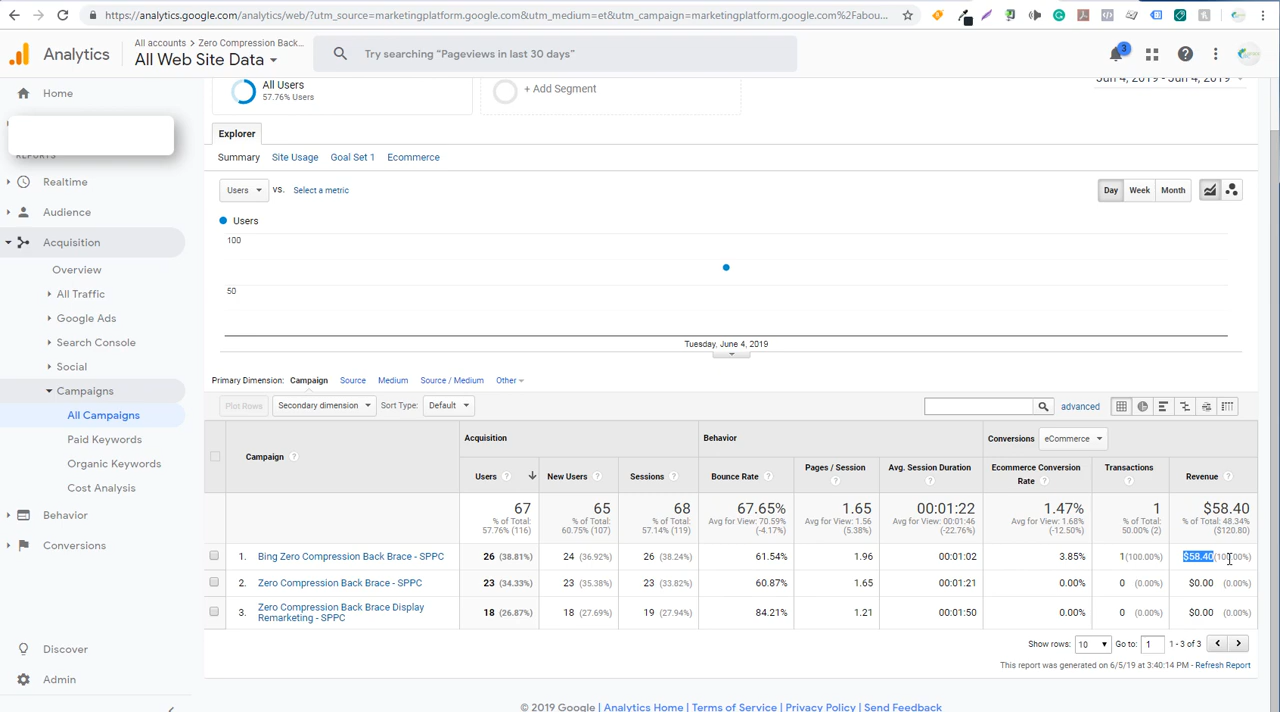 https://analytics.google.com/analytics/web/?utm_source=marketingplatform.google.com&utm_medium=et&utm_campaign=marketingplatform.google.com%2Fabou...
Analytics
All accounts > Zero Compression Back...
All Web Site Data
Try searching "Pageviews in last 30 days"
3
Home
REPORTS
Realtime
Audience
Acquisition
Overview
All Traffic
Google Ads
Search Console
Social
Campaigns
All Campaigns
Paid Keywords
Organic Keywords
Cost Analysis
Behavior
Conversions
Discover
Admin
All Users
57.76% Users
+ Add Segment
Jun 4, 2019 - Jun 4, 2019
Explorer
Summary Site Usage Goal Set 1 Ecommerce
Users vs. Select a metric
Day Week Month
Users
100
50
Tuesday, June 4, 2019
Primary Dimension: Campaign Source Medium Source / Medium Other
Plot Rows Secondary dimension Sort Type: Default advanced
Campaign ? Acquisition Behavior Conversions eCommerce
Users ? New Users ? Sessions ? Bounce Rate ? Pages / Session ? Avg. Session Duration ? Ecommerce Conversion Rate ? Transactions ? Revenue ?
67 65 68 67.65% 1.65 00:01:22 1.47% 1 $58.40
% of Total: 57.76% (116) % of Total: 60.75% (107) % of Total: 57.14% (119) Avg for View: 70.59% (-4.17%) Avg for View: 1.56 (5.38%) Avg for View: 00:01:46 (-22.76%) Avg for View: 1.68% (-12.50%) % of Total: 50.00% (2) % of Total: 48.34% ($120.80)
1. Bing Zero Compression Back Brace - SPPC 26 (38.81%) 24 (36.92%) 26 (38.24%) 61.54% 1.96 00:01:02 3.85% 1(100.00%) $58.40(100.00%)
2. Zero Compression Back Brace - SPPC 23 (34.33%) 23 (35.38%) 23 (33.82%) 60.87% 1.65 00:01:21 0.00% 0 (0.00%) $0.00 (0.00%)
3. Zero Compression Back Brace Display Remarketing - SPPC 18 (26.87%) 18 (27.69%) 19 (27.94%) 84.21% 1.21 00:01:50 0.00% 0 (0.00%) $0.00 (0.00%)
Show rows: 10 Go to: 1 1 - 3 of 3
This report was generated on 6/5/19 at 3:40:14 PM - Refresh Report
© 2019 Google | Analytics Home | Terms of Service | Privacy Policy | Send Feedback